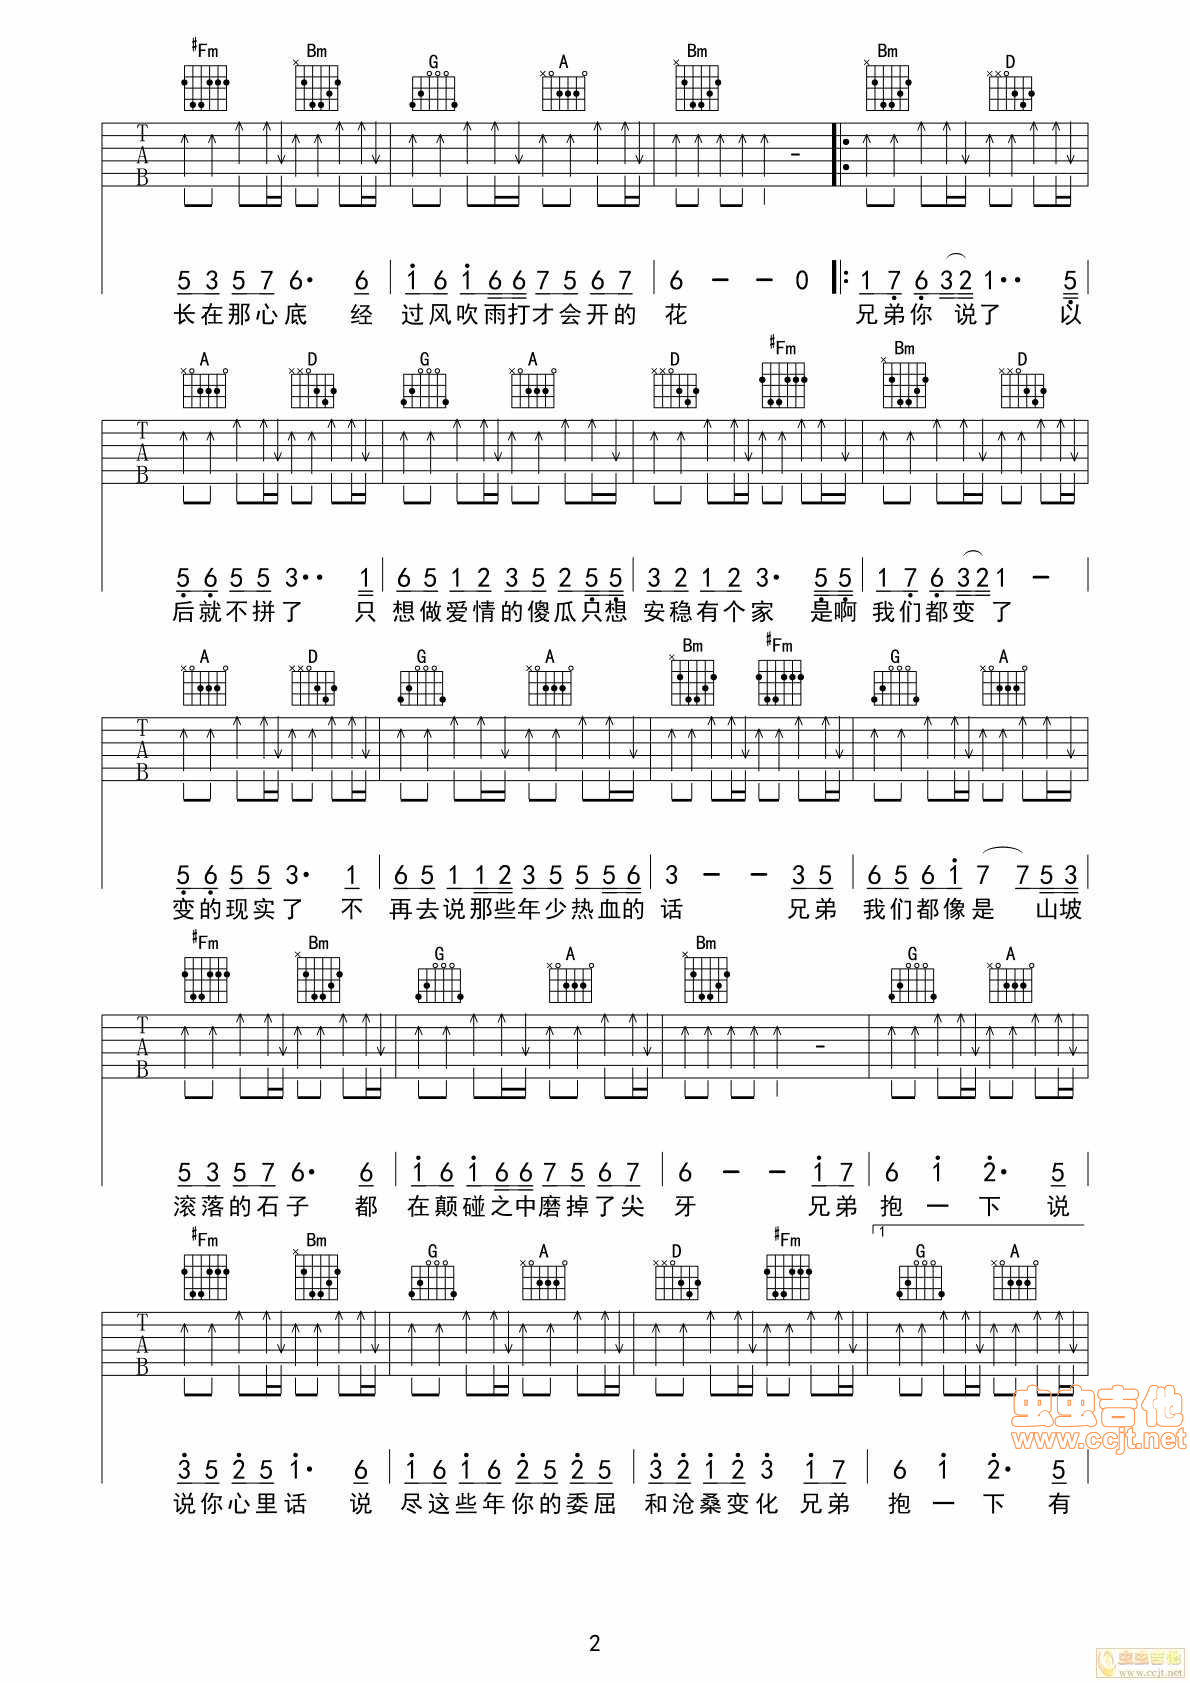 #Fm Bm G A Bm Bm D
T
A
B
5 3 5 7 6· 6 1 6 1 6 6 7 5 6 7 6 – – 0 1 7 6 3 2 1·· 5
长在那心底 经 过风吹雨打才会开的 花 兄弟你 说了 以
A D G A D #Fm Bm D
T
A
B
5 6 5 5 3·· 1 6 5 1 2 3 5 2 5 5 3 2 1 2 3· 5 5 1 7 6 3 2 1 –
后就不拼了 只 想做爱情的傻瓜只想 安稳有个家 是啊 我们都变了
A D G A Bm #Fm G A
T
A
B
5 6 5 5 3· 1 6 5 1 1 2 3 5 5 5 6 3 – – 3 5 6 5 6 1 7 7 5 3
变的现实了 不 再去说那些年少热血的 话 兄弟 我们都像是 山坡
#Fm Bm G A Bm G A
T
A
B
5 3 5 7 6· 6 1 6 1 6 6 7 5 6 7 6 – – 1 7 6 1 2· 5
滚落的石子 都 在颠碰之中磨掉了尖 牙 兄弟 抱一下 说
#Fm Bm G A D #Fm 1 G A
T
A
B
3 5 2 5 1· 6 1 6 1 6 2 5 2 5 3 2 1 2 3 1 7 6 1 2· 5
说你心里话 说 尽这些年你的委屈 和沧桑变化 兄弟 抱一下 有
虫虫吉他
www.ccjt.net
2
虫虫吉他
www.ccjt.net